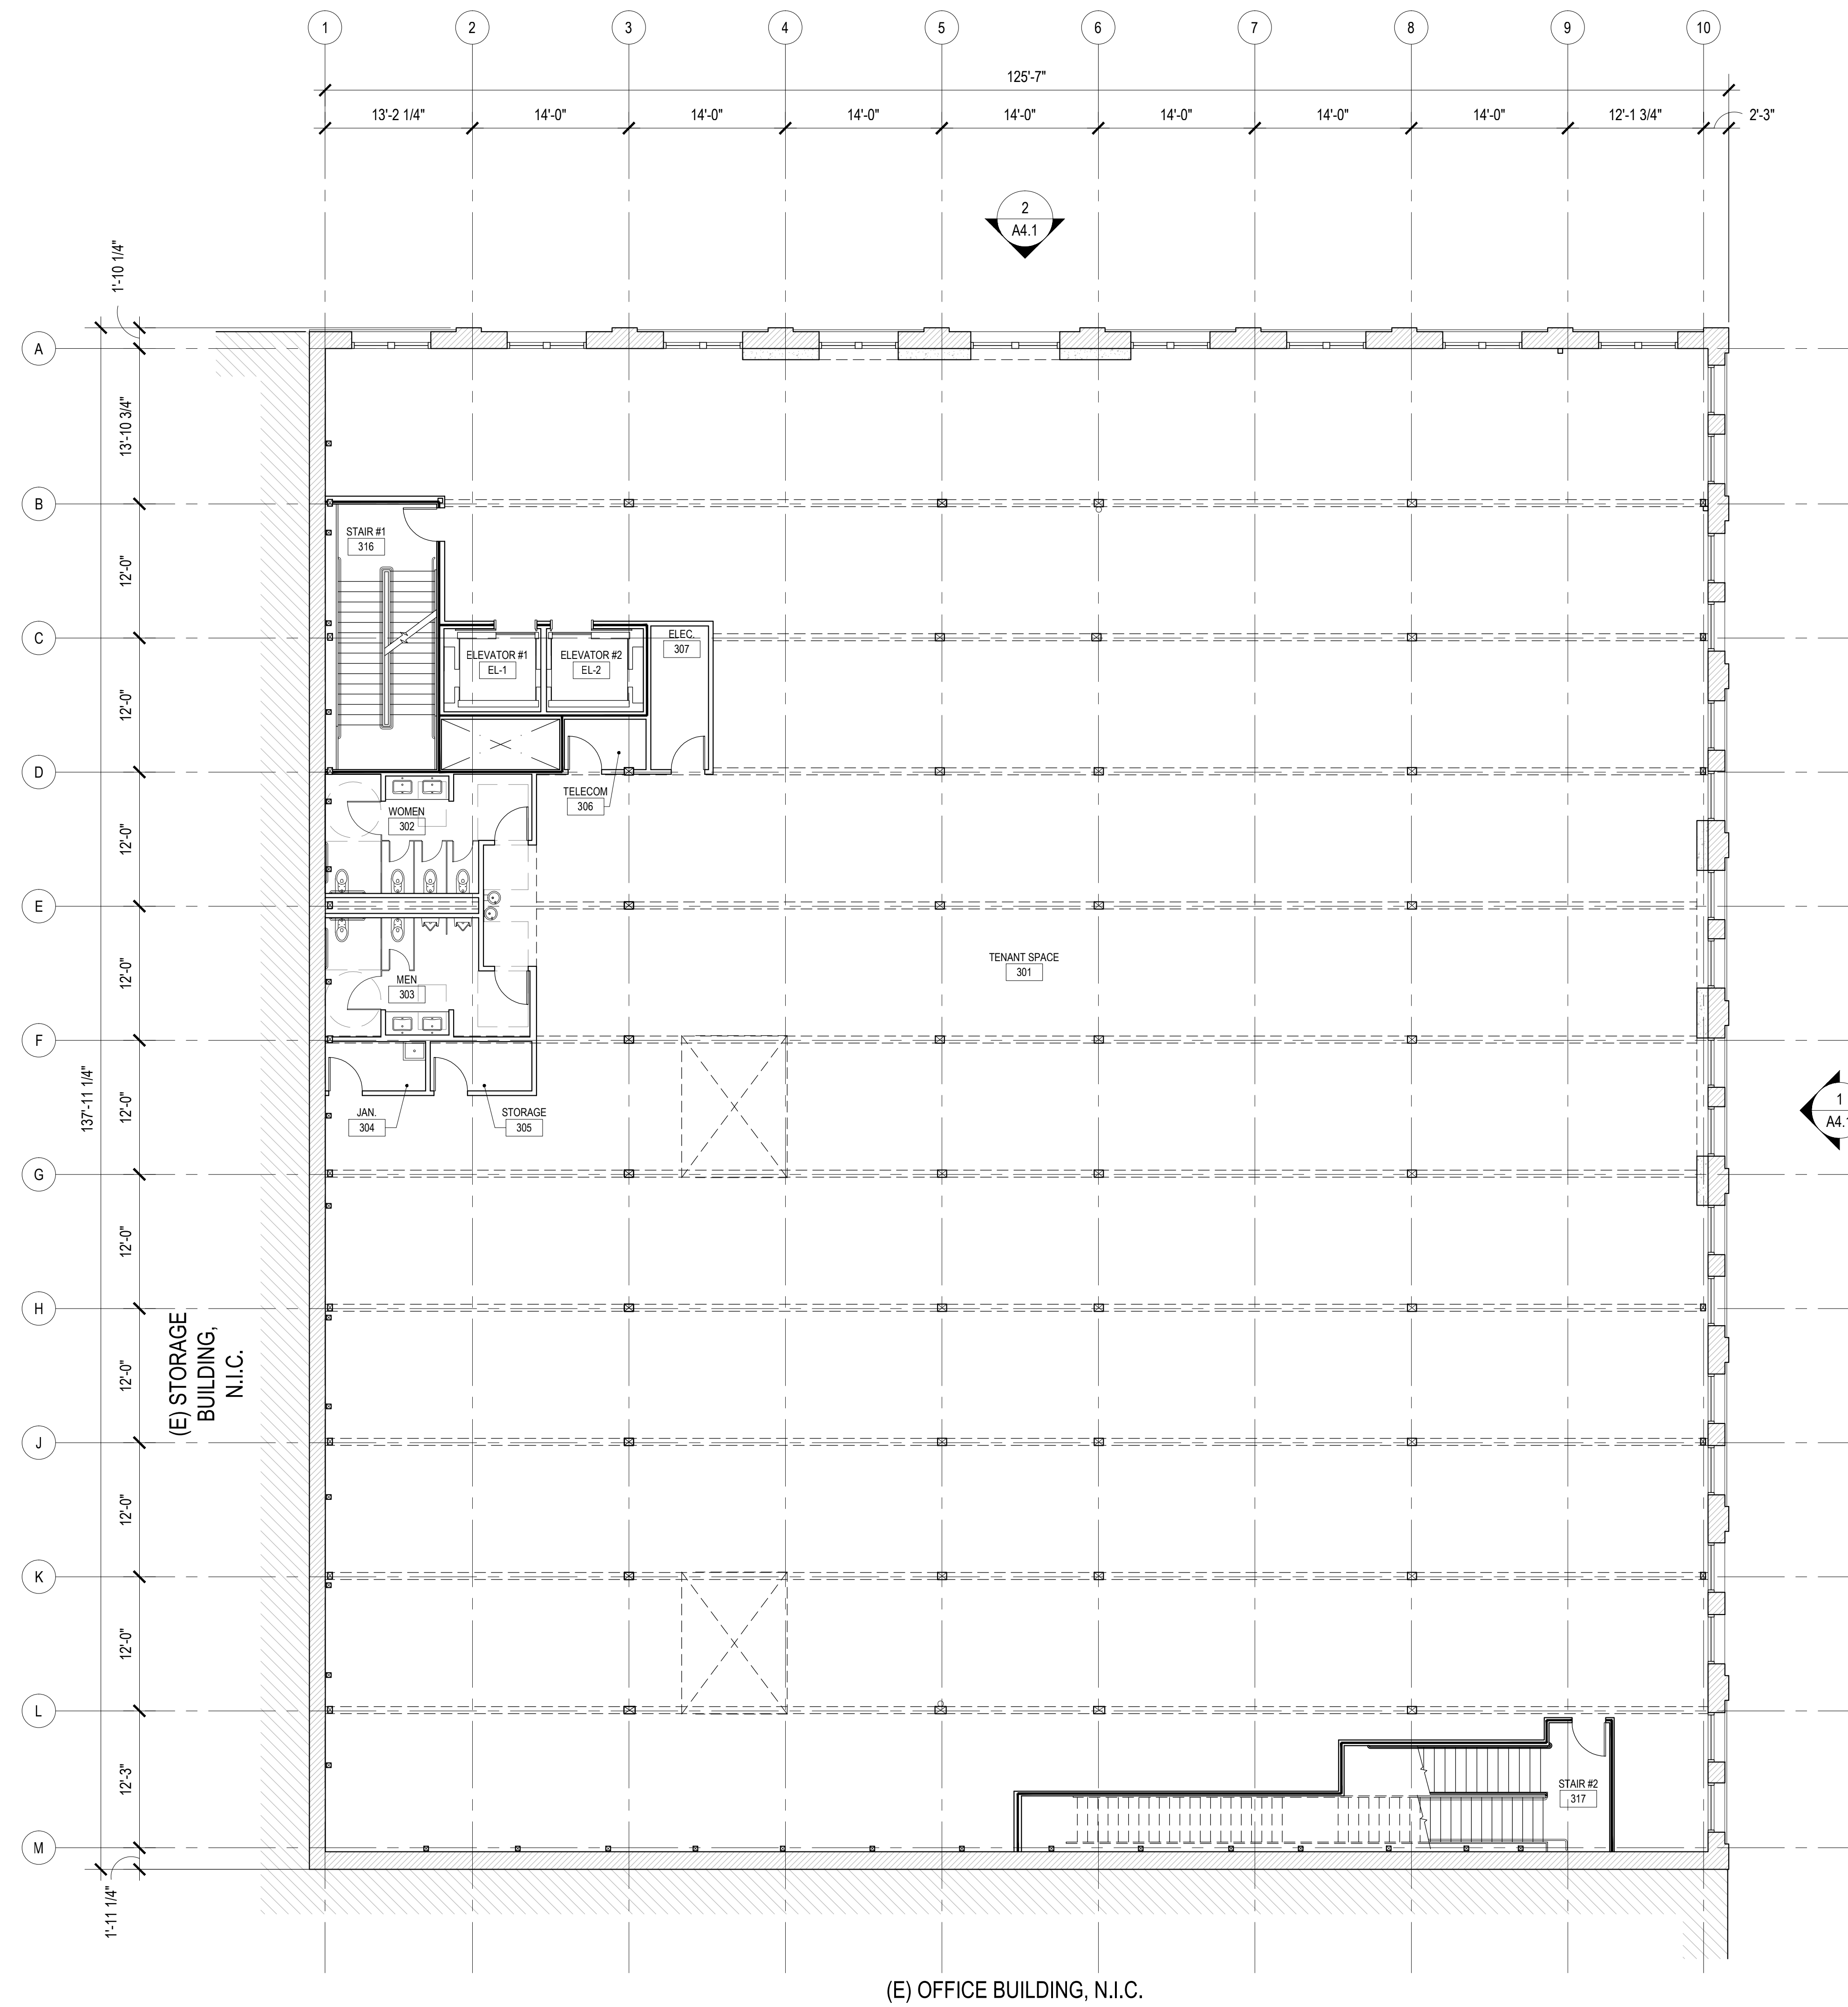 1 2 3 4 5 6 7 8 9 10
125'-7"
13'-2 1/4" 14'-0" 14'-0" 14'-0" 14'-0" 14'-0" 14'-0" 14'-0" 12'-1 3/4" 2'-3"
2
A4.1
1'-10 1/4"
A
13'-10 3/4"
B
STAIR #1
316
12'-0"
C
ELEVATOR #1
EL-1
ELEVATOR #2
EL-2
ELEC.
307
12'-0"
D
TELECOM
306
WOMEN
302
12'-0"
E
TENANT SPACE
301
12'-0"
MEN
303
F
137'-11 1/4"
12'-0"
JAN.
304
STORAGE
305
1
A4.1
G
12'-0"
H
(E) STORAGE
BUILDING,
N.I.C.
12'-0"
J
12'-0"
K
12'-0"
L
12'-3"
STAIR #2
317
M
1'-11 1/4"
(E) OFFICE BUILDING, N.I.C.